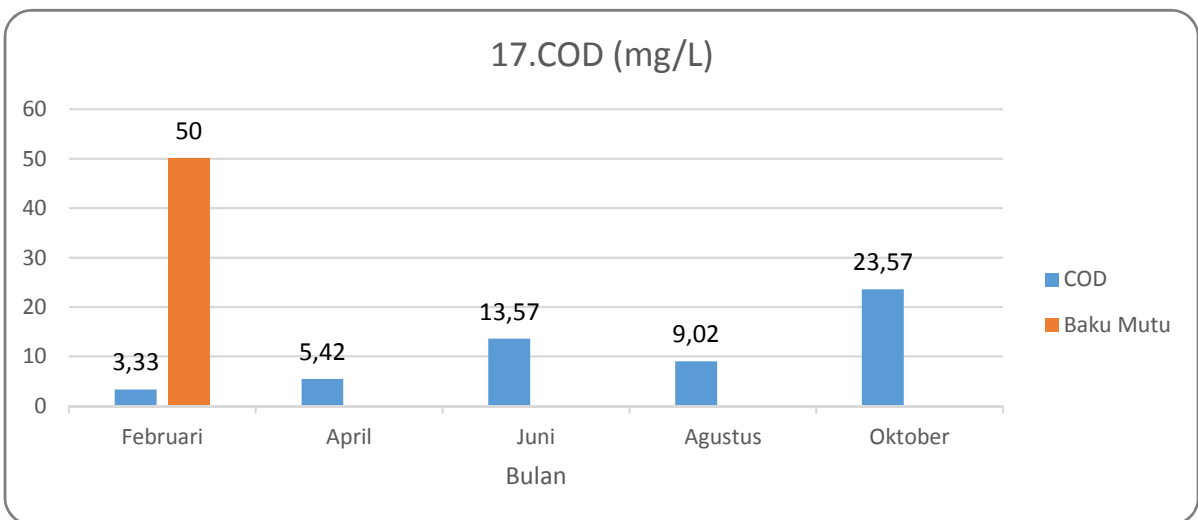 17.COD (mg/L)
60
50
50
40
30
23,57
20
13,57
9,02
10
5,42
3,33
0
Februari April Juni Agustus Oktober
Bulan
COD
Baku Mutu